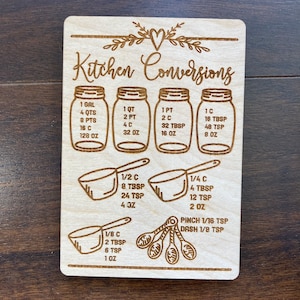 Kitchen Conversions
1 GAL
4 QTS
8 PTS
16 C
128 OZ
1 QT
2 PT
4 C
32 OZ
1 PT
2 C
32 TBSP
16 OZ
1 C
16 TBSP
48 TSP
8 OZ
1/2 C
8 TBSP
24 TSP
4 OZ
1/4 C
4 TBSP
12 TSP
2 OZ
1/8 C
2 TBSP
6 TSP
1 OZ
PINCH 1/16 TSP
DASH 1/8 TSP